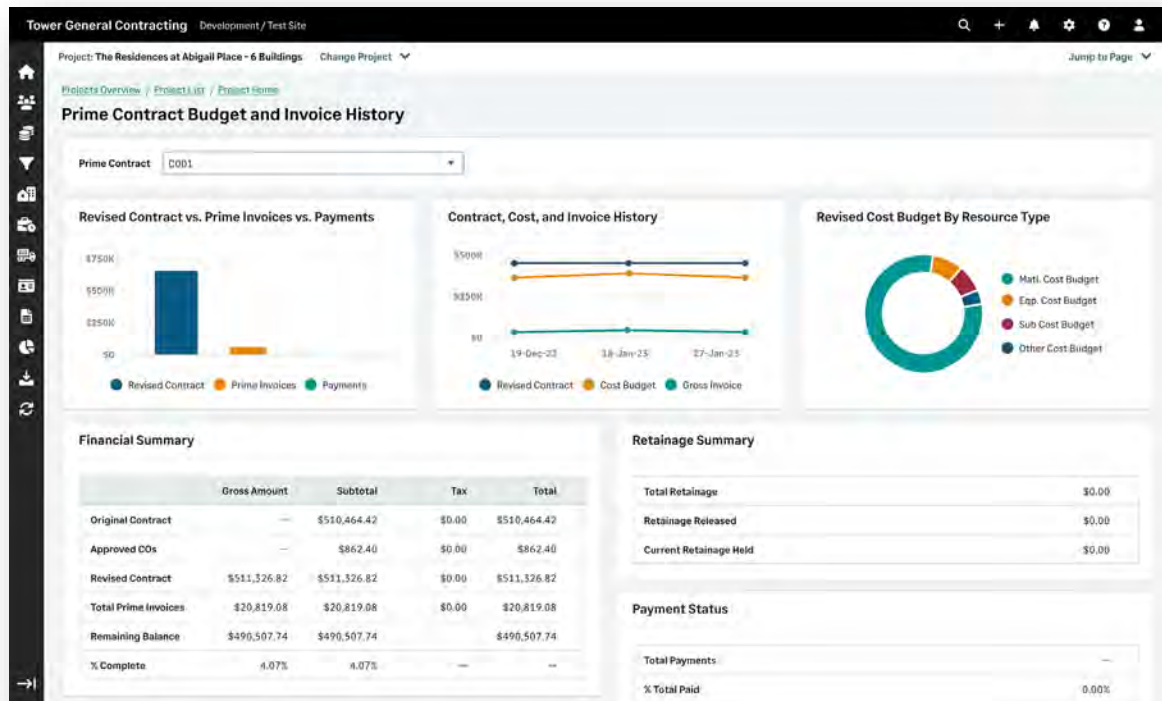 Tower General Contracting Development / Test Site
Project: The Residences at Abigail Place - 6 Buildings Change Project Jump to Page
Projects Overview / Project List / Project Home
Prime Contract Budget and Invoice History
Prime Contract C001
Revised Contract vs. Prime Invoices vs. Payments
$750K
$500K
$250K
$0
Revised Contract Prime Invoices Payments
Contract, Cost, and Invoice History
$500K
$250K
$0
19-Dec-22 18-Jan-23 27-Jan-23
Revised Contract Cost Budget Gross Invoice
Revised Cost Budget By Resource Type
Matl. Cost Budget
Eqp. Cost Budget
Sub Cost Budget
Other Cost Budget
Financial Summary
Gross Amount Subtotal Tax Total
Original Contract — $510,464.42 $0.00 $510,464.42
Approved COs — $862.40 $0.00 $862.40
Revised Contract $511,326.82 $511,326.82 $0.00 $511,326.82
Total Prime Invoices $20,819.08 $20,819.08 $0.00 $20,819.08
Remaining Balance $490,507.74 $490,507.74 $490,507.74
% Complete 4.07% 4.07% — —
Retainage Summary
Total Retainage $0.00
Retainage Released $0.00
Current Retainage Held $0.00
Payment Status
Total Payments —
% Total Paid 0.00%